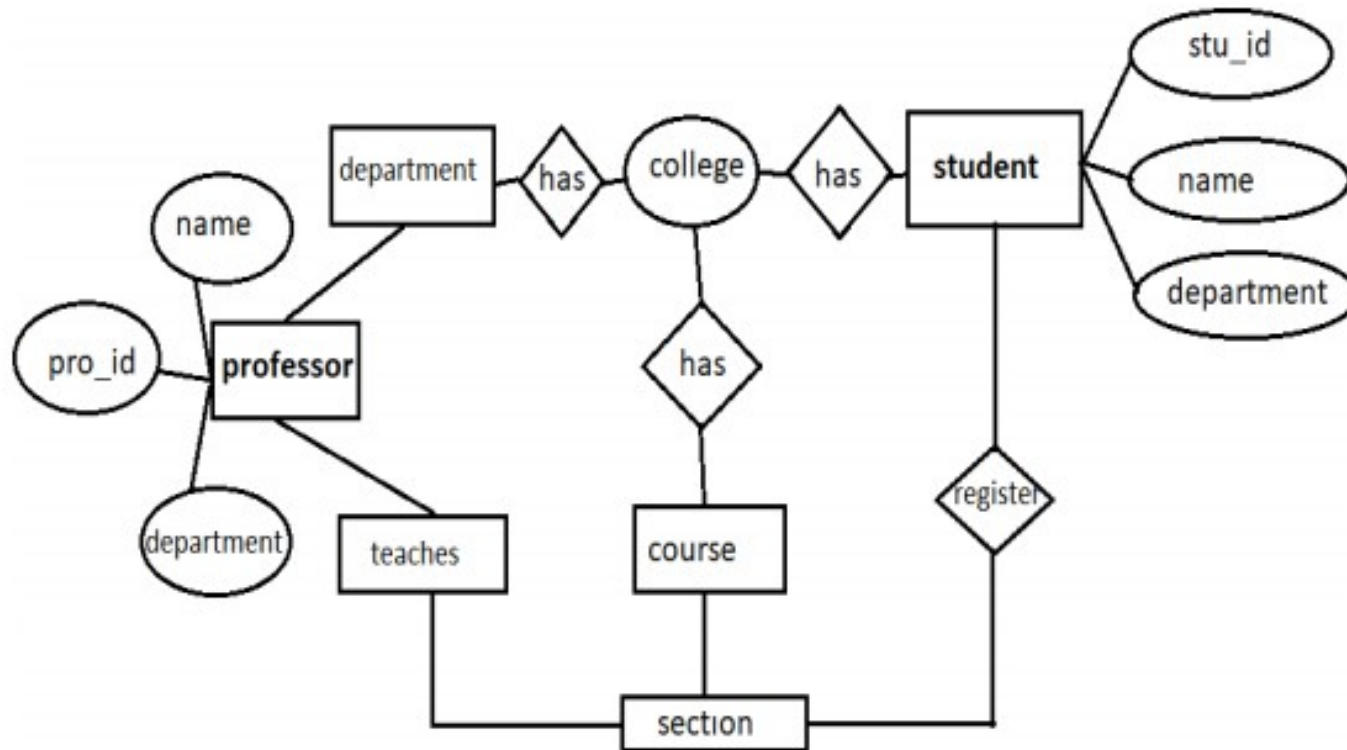 stu_id
department
has
college
has
student
name
name
department
pro_id
professor
has
register
department
teaches
course
section